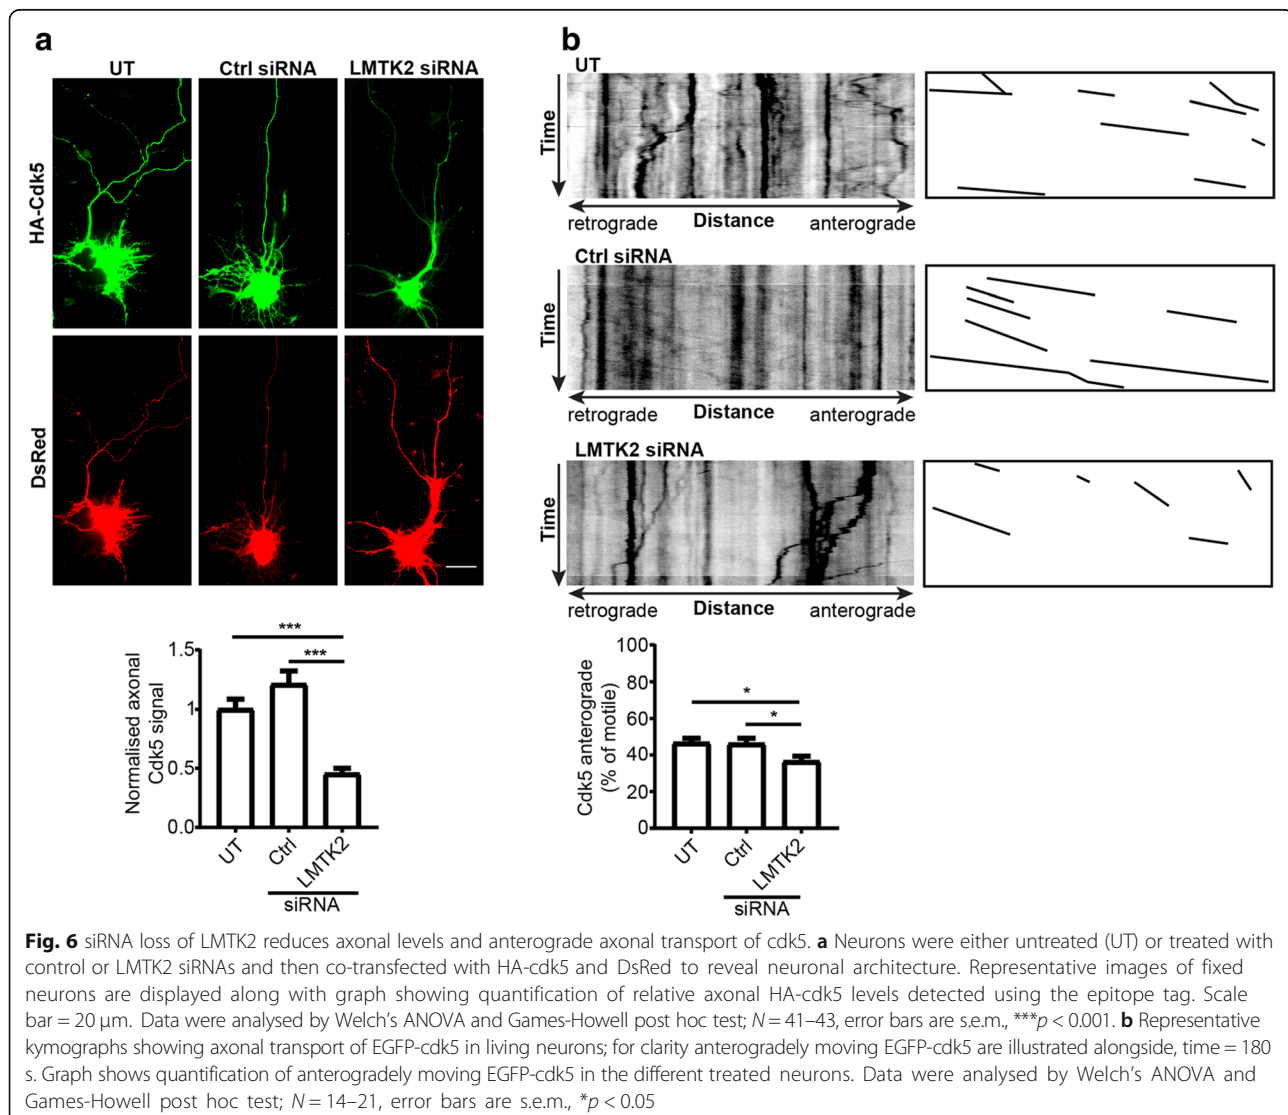 a
UT Ctrl siRNA LMTK2 siRNA
HA-Cdk5
DsRed
***
***
1.5
1
0.5
0.0
Normalised axonal
Cdk5 signal
UT
Ctrl
LMTK2
siRNA
b
UT
Time
retrograde Distance anterograde
Ctrl siRNA
Time
retrograde Distance anterograde
LMTK2 siRNA
Time
retrograde Distance anterograde
*
*
100
80
60
40
20
0
Cdk5 anterograde
(% of motile)
UT
Ctrl
LMTK2
siRNA
Fig. 6 siRNA loss of LMTK2 reduces axonal levels and anterograde axonal transport of cdk5. a Neurons were either untreated (UT) or treated with
control or LMTK2 siRNAs and then co-transfected with HA-cdk5 and DsRed to reveal neuronal architecture. Representative images of fixed
neurons are displayed along with graph showing quantification of relative axonal HA-cdk5 levels detected using the epitope tag. Scale
bar = 20 μm. Data were analysed by Welch's ANOVA and Games-Howell post hoc test; N = 41–43, error bars are s.e.m., ***p < 0.001. b Representative
kymographs showing axonal transport of EGFP-cdk5 in living neurons; for clarity anterogradely moving EGFP-cdk5 are illustrated alongside, time = 180
s. Graph shows quantification of anterogradely moving EGFP-cdk5 in the different treated neurons. Data were analysed by Welch's ANOVA and
Games-Howell post hoc test; N = 14–21, error bars are s.e.m., *p < 0.05